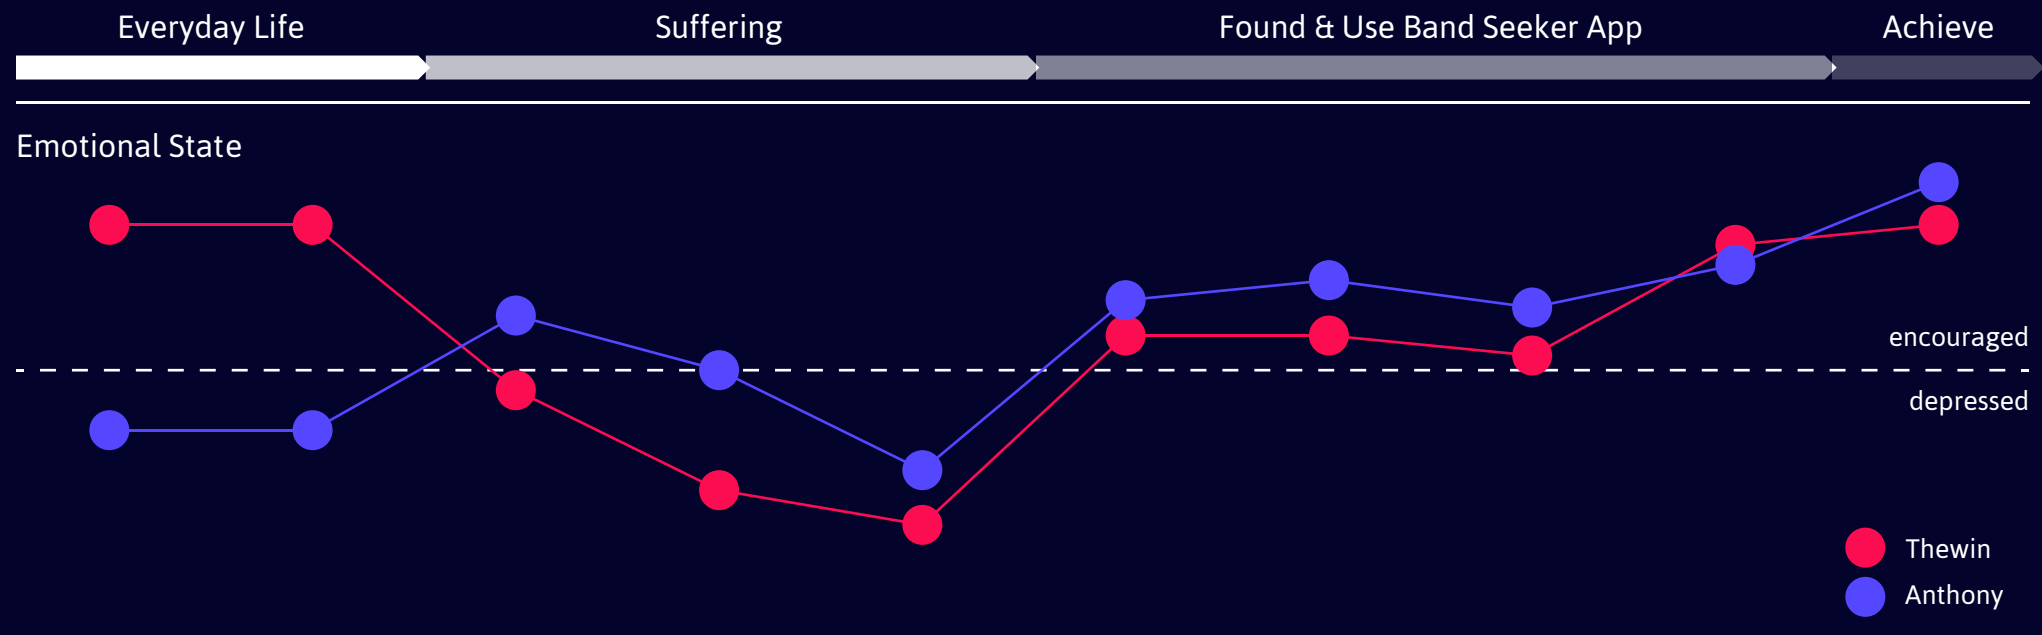 Everyday Life
Suffering
Found & Use Band Seeker App
Achieve
Emotional State
encouraged
depressed
Thewin
Anthony